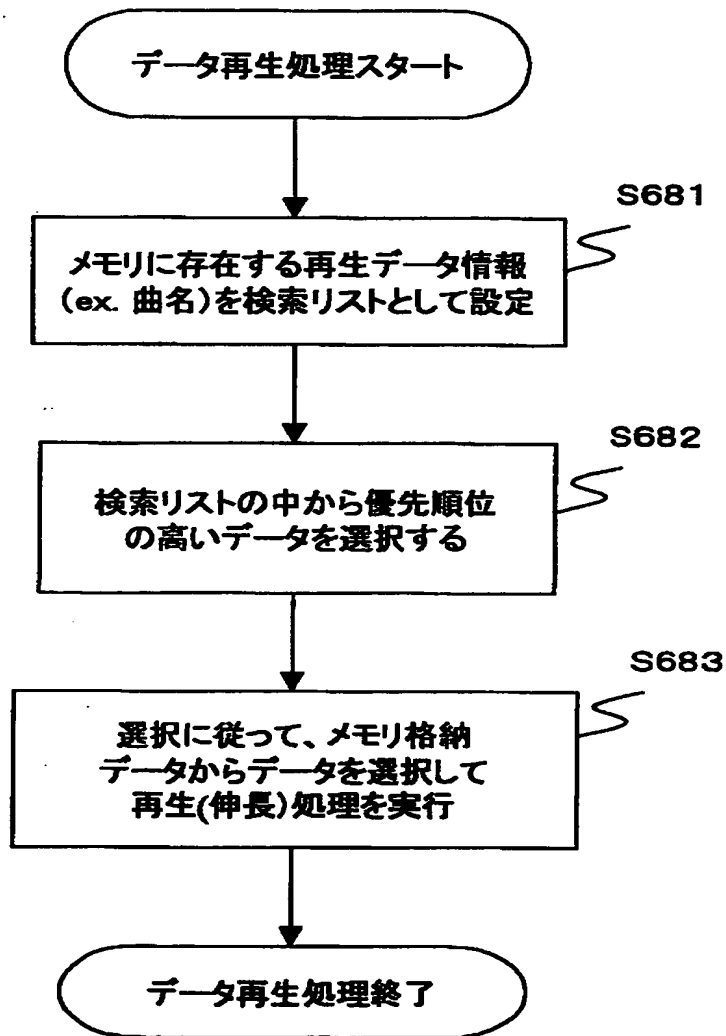 データ再生処理スタート
S681
メモリに存在する再生データ情報
(ex. 曲名)を検索リストとして設定
S682
検索リストの中から優先順位
の高いデータを選択する
S683
選択に従って、メモリ格納
データからデータを選択して
再生(伸長)処理を実行
データ再生処理終了